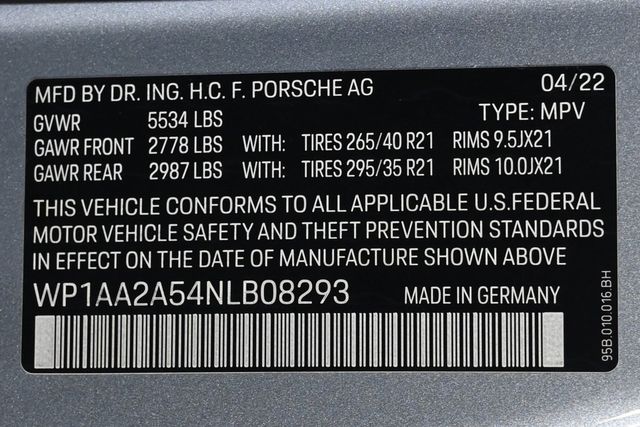 MFD BY DR. ING. H.C. F. PORSCHE AG 04/22
GVWR 5534 LBS TYPE: MPV
GAWR FRONT 2778 LBS WITH: TIRES 265/40 R21 RIMS 9.5JX21
GAWR REAR 2987 LBS WITH: TIRES 295/35 R21 RIMS 10.0JX21
THIS VEHICLE CONFORMS TO ALL APPLICABLE U.S.FEDERAL
MOTOR VEHICLE SAFETY AND THEFT PREVENTION STANDARDS
IN EFFECT ON THE DATE OF MANUFACTURE SHOWN ABOVE
WP1AA2A54NLB08293 MADE IN GERMANY
95B.010.016.BH